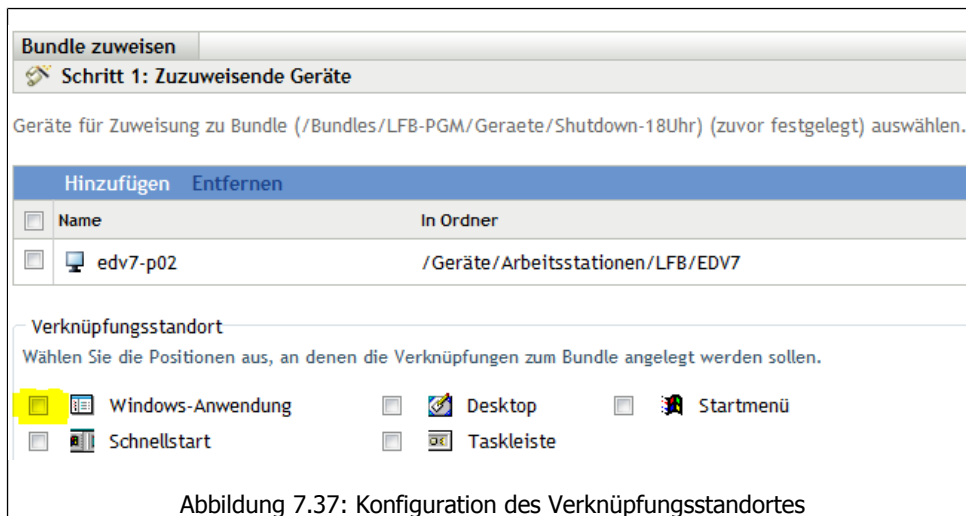 Bundle zuweisen
Schritt 1: Zuzuweisende Geräte
Geräte für Zuweisung zu Bundle (/Bundles/LFB-PGM/Geraete/Shutdown-18Uhr) (zuvor festgelegt) auswählen.
Hinzufügen Entfernen
Name In Ordner
edv7-p02 /Geräte/Arbeitsstationen/LFB/EDV7
Verknüpfungsstandort
Wählen Sie die Positionen aus, an denen die Verknüpfungen zum Bundle angelegt werden sollen.
Windows-Anwendung Desktop Startmenü
Schnellstart Taskleiste
Abbildung 7.37: Konfiguration des Verknüpfungsstandortes